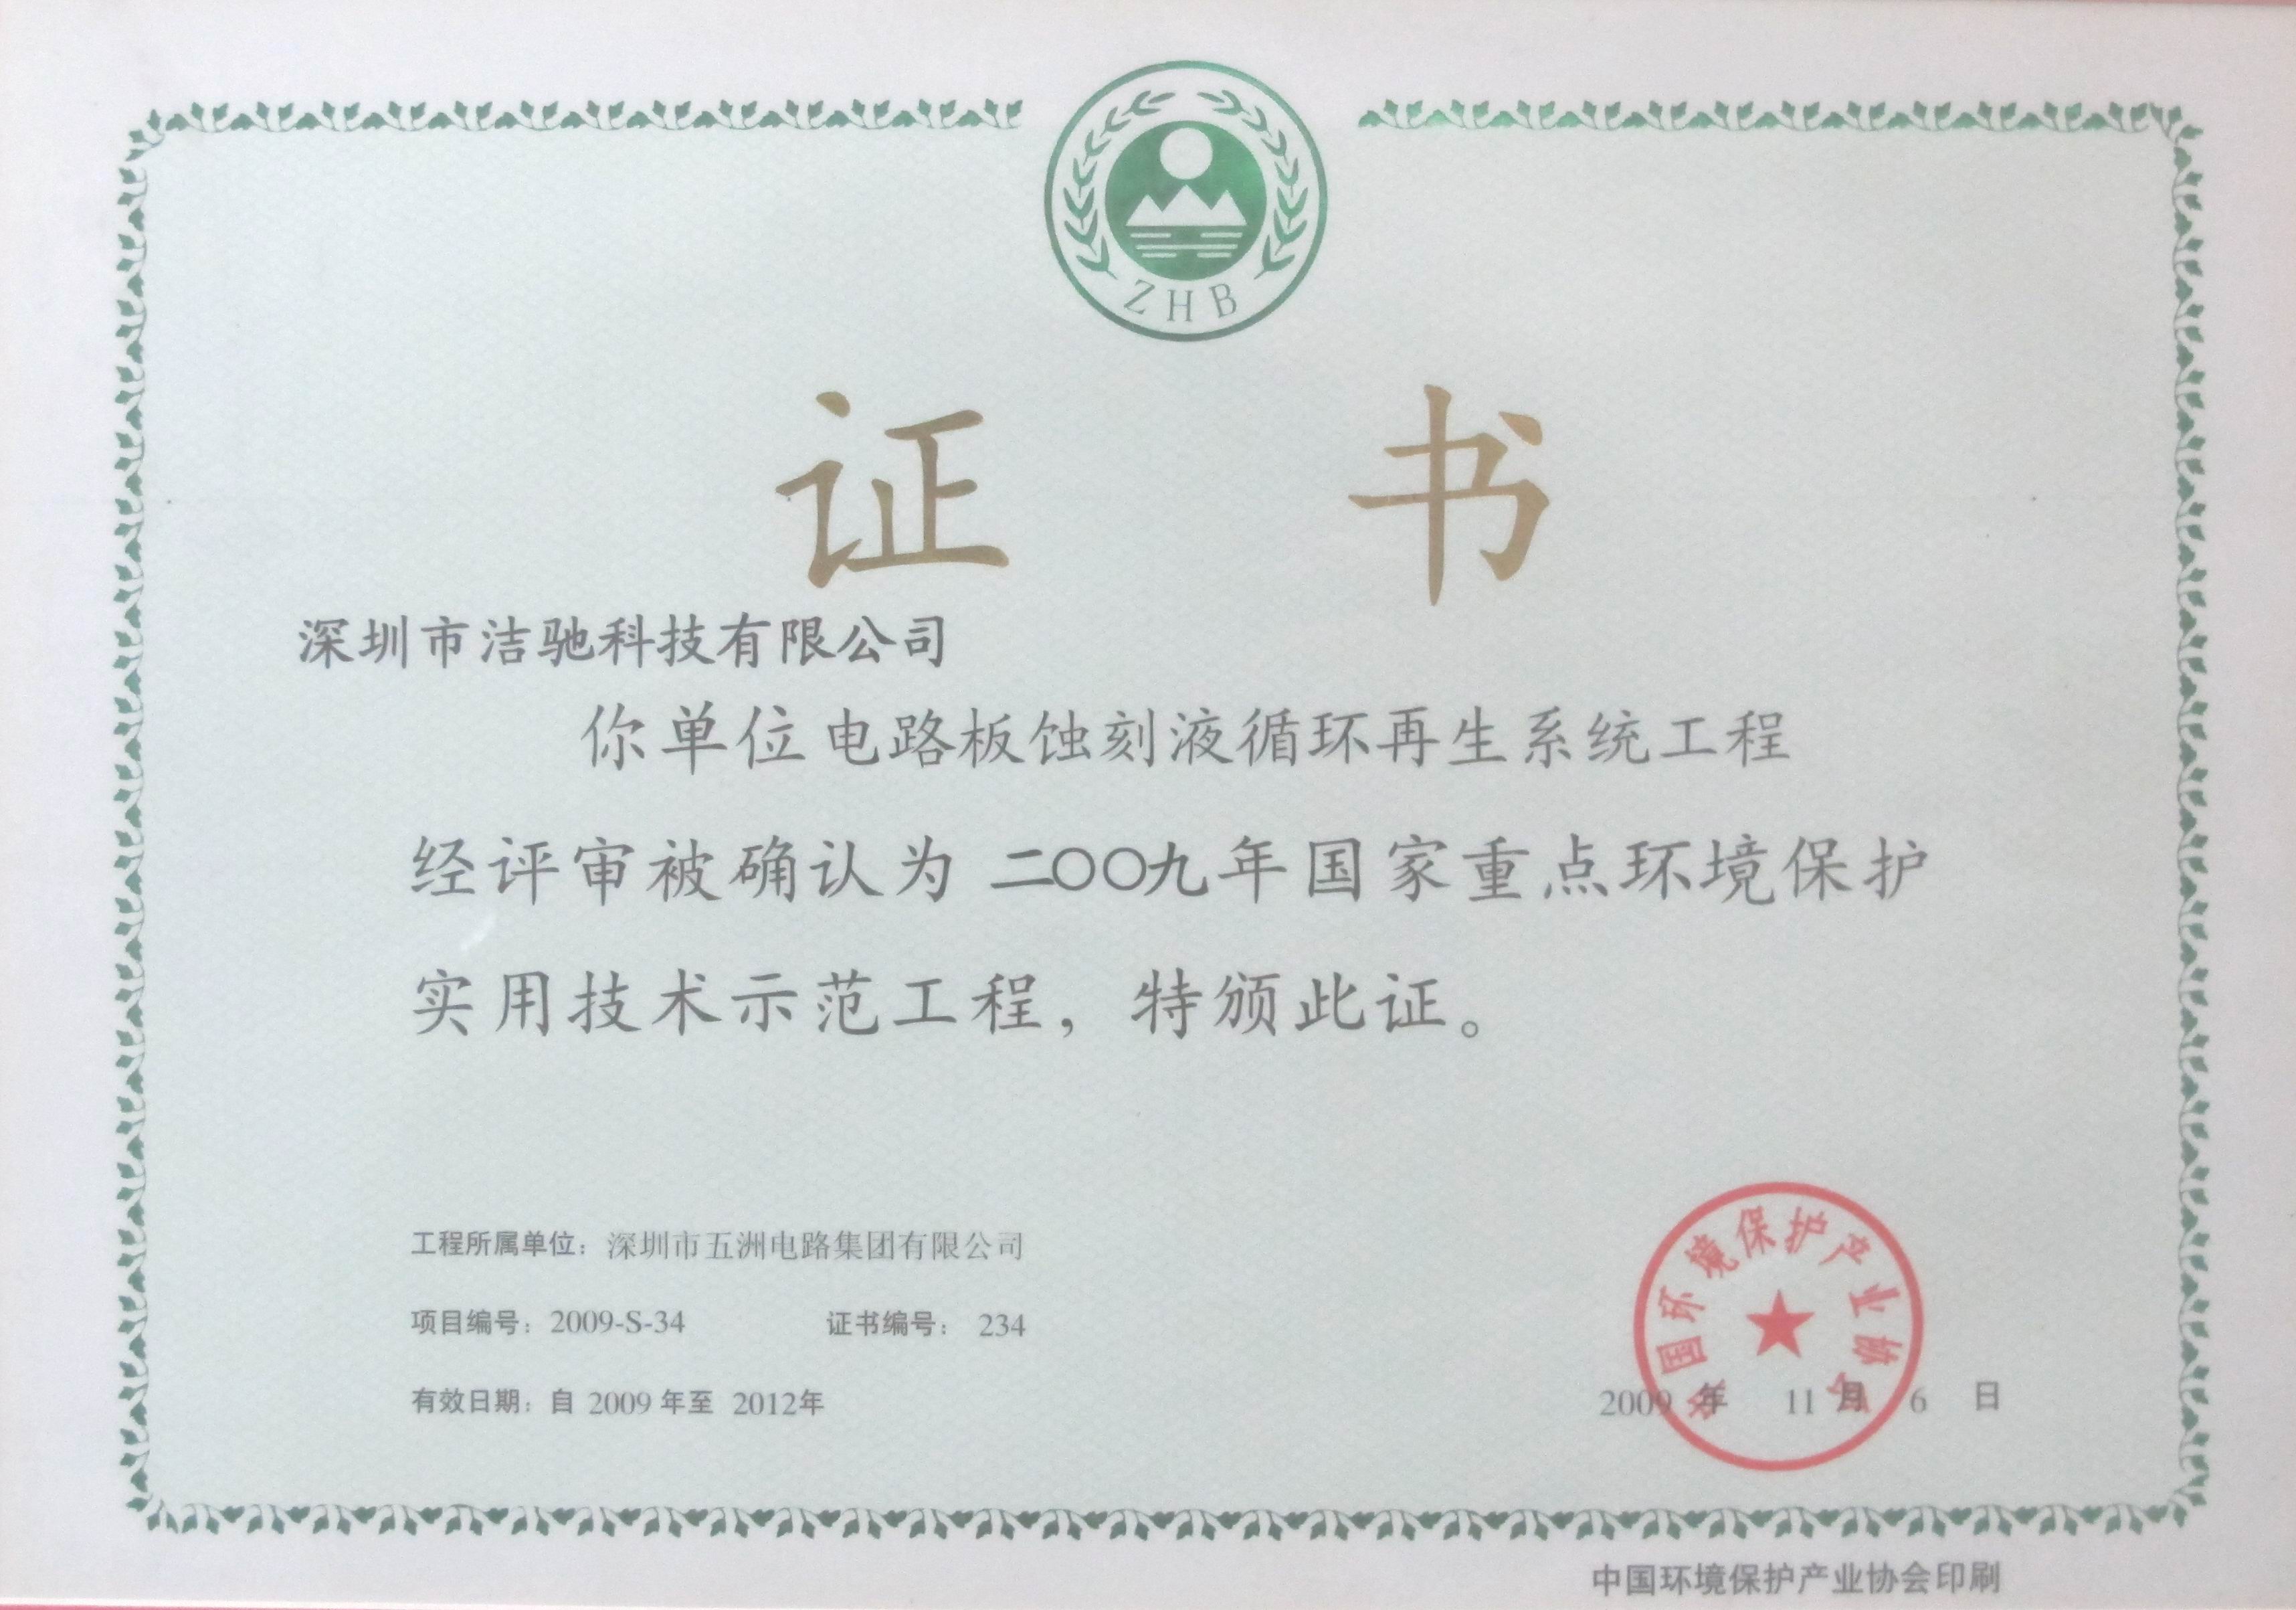 ZHB
证书
深圳市洁驰科技有限公司
你单位电路板蚀刻液循环再生系统工程
经评审被确认为 二〇〇九年国家重点环境保护
实用技术示范工程，特颁此证。
工程所属单位：深圳市五洲电路集团有限公司
项目编号：2009-S-34 证书编号： 234
有效日期：自 2009 年至 2012年
中国环境保护产业协会
2009 年 11 月 6 日
中国环境保护产业协会印刷